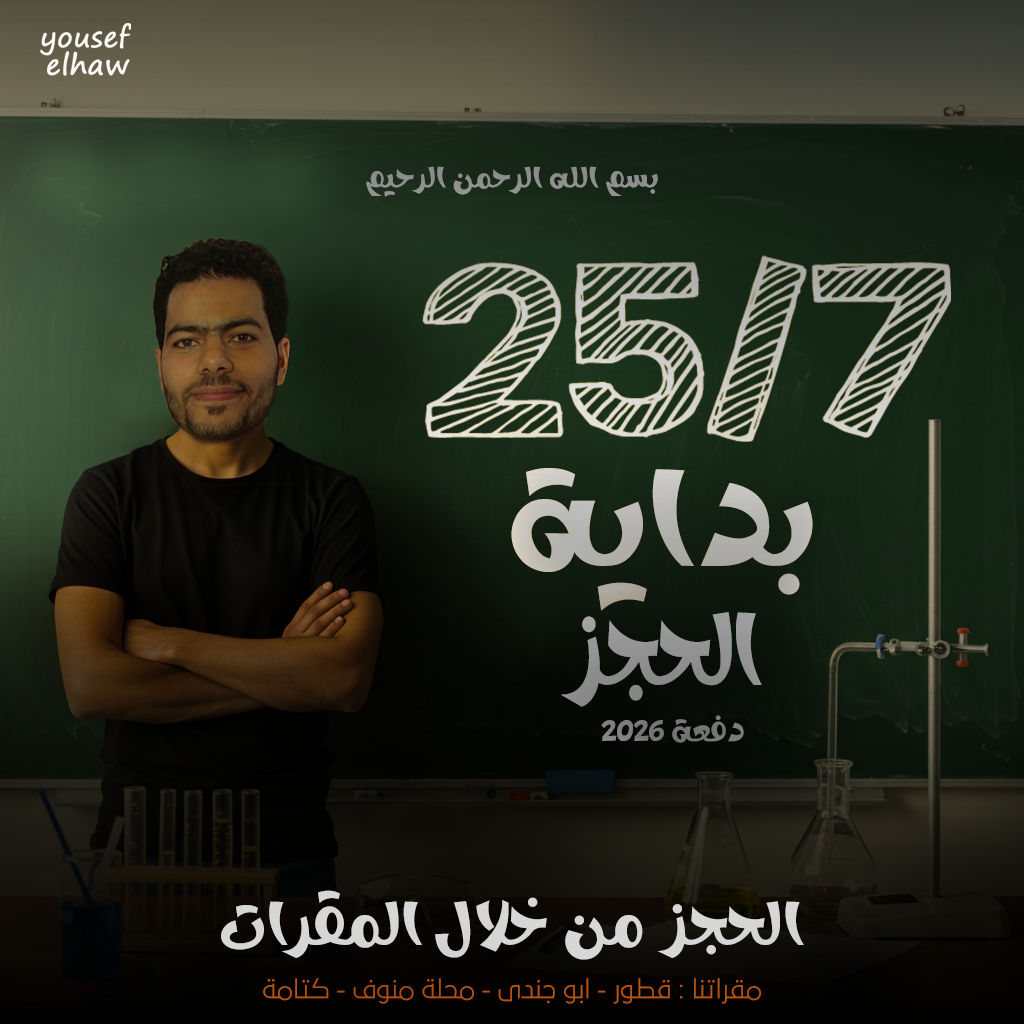 yousef
elhaw
بسم الله الرحمن الرحيم
25/7
بداية
الحجز
دفعة 2026
الحجز من خلال المقرات
مقراتنا : قطور - ابو جندى - محلة منوف - كتامة